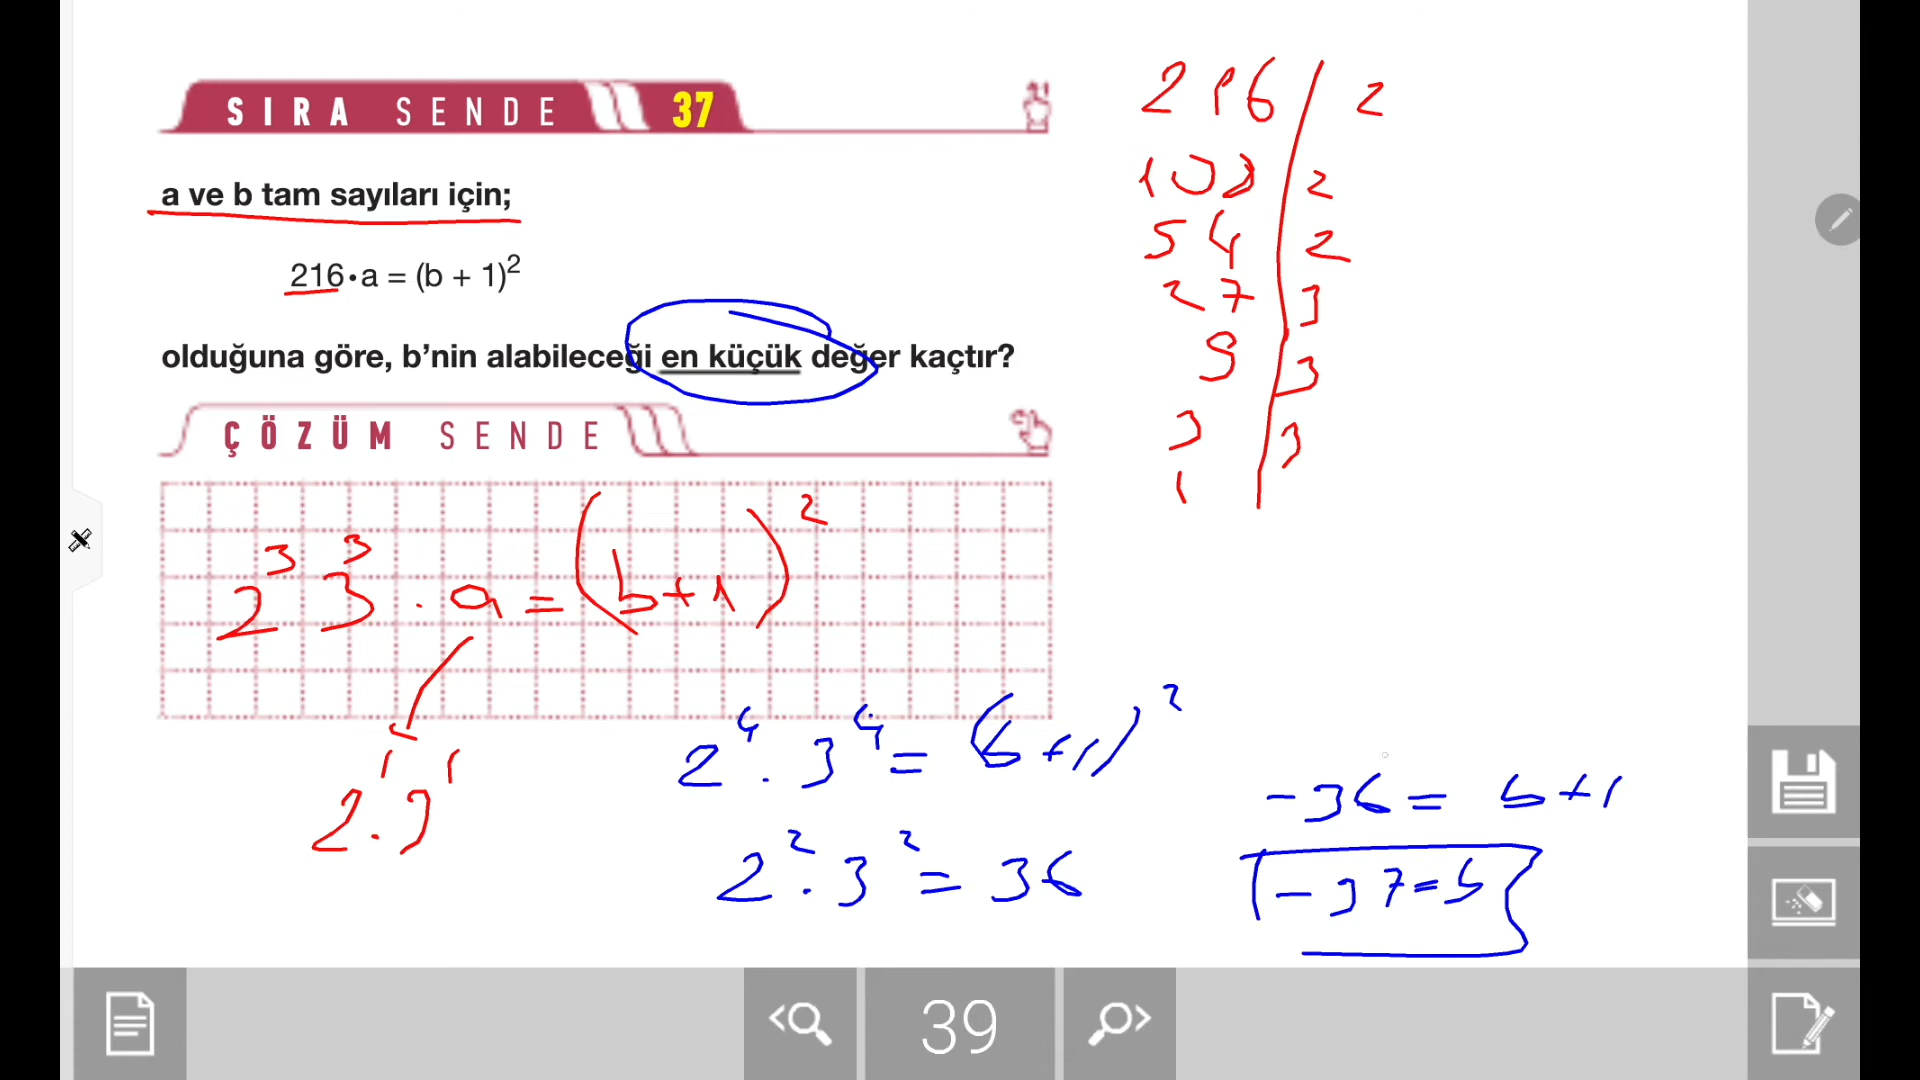 SIRA SENDE 37
a ve b tam sayıları için;
216·a = (b + 1)²
olduğuna göre, b’nin alabileceği en küçük değer kaçtır?
ÇÖZÜM SENDE
2³ 3³ · a = (b+1)²
2¹·3¹
2⁴·3⁴ = (b+1)²
2²·3² = 36
-36 = b+1
-37 = b
216 | 2
108 | 2
54 | 2
27 | 3
9 | 3
3 | 3
1
39